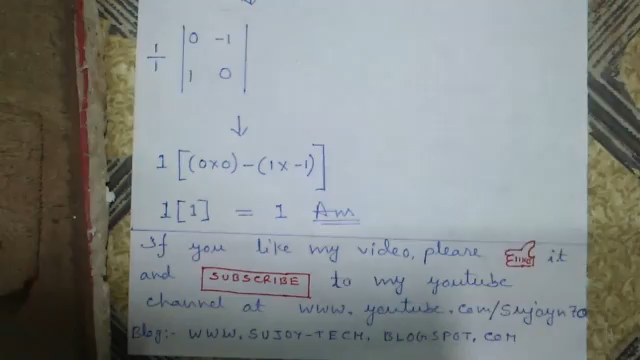 1/1 | 0 -1 |
| 1 0 |
↓
1 [(0×0) - (1×-1)]
1 [1] = 1 Ans
If you like my video, please like it
and SUBSCRIBE to my youtube
channel at www.youtube.com/Sujoyn70
Blog:- WWW.SUJOY-TECH.BLOGSPOT.COM